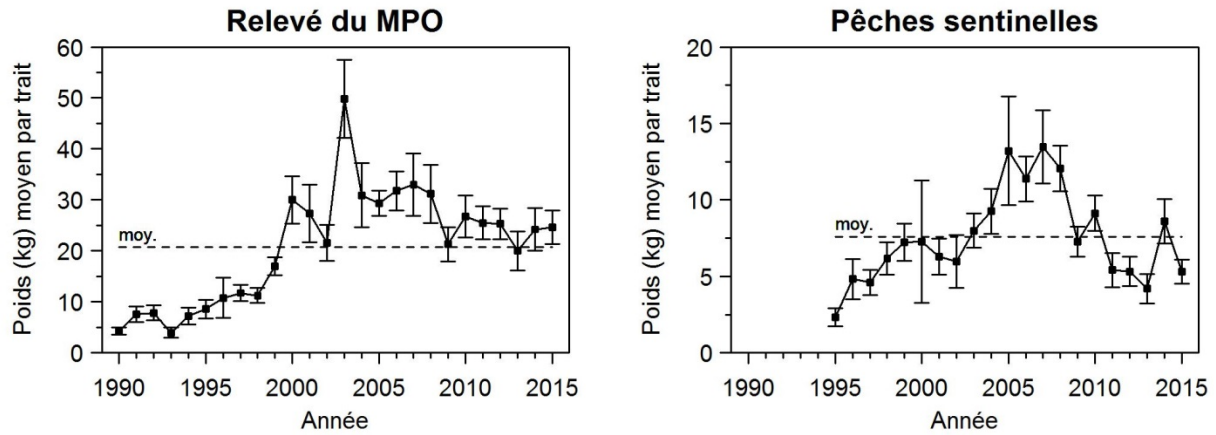 Relevé du MPO
Poids (kg) moyen par trait
60
50
40
30
20
10
0
moy.
1990 1995 2000 2005 2010 2015
Année
Pêches sentinelles
Poids (kg) moyen par trait
20
15
10
5
0
moy.
1990 1995 2000 2005 2010 2015
Année